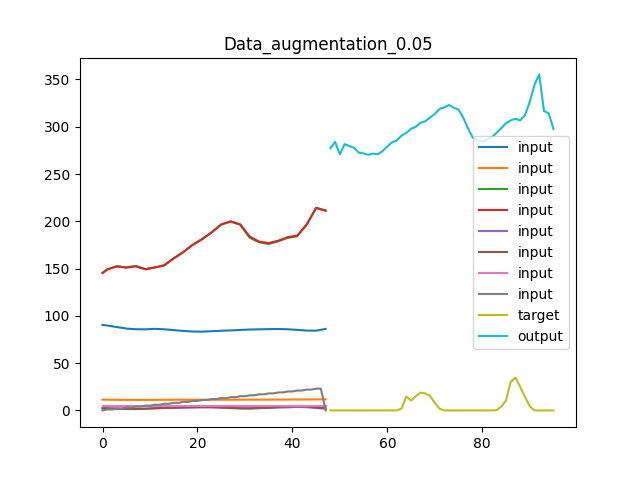 Data_augmentation_0.05
350
300
250
200
150
100
50
0
0
20
40
60
80
input
input
input
input
input
input
input
input
target
output